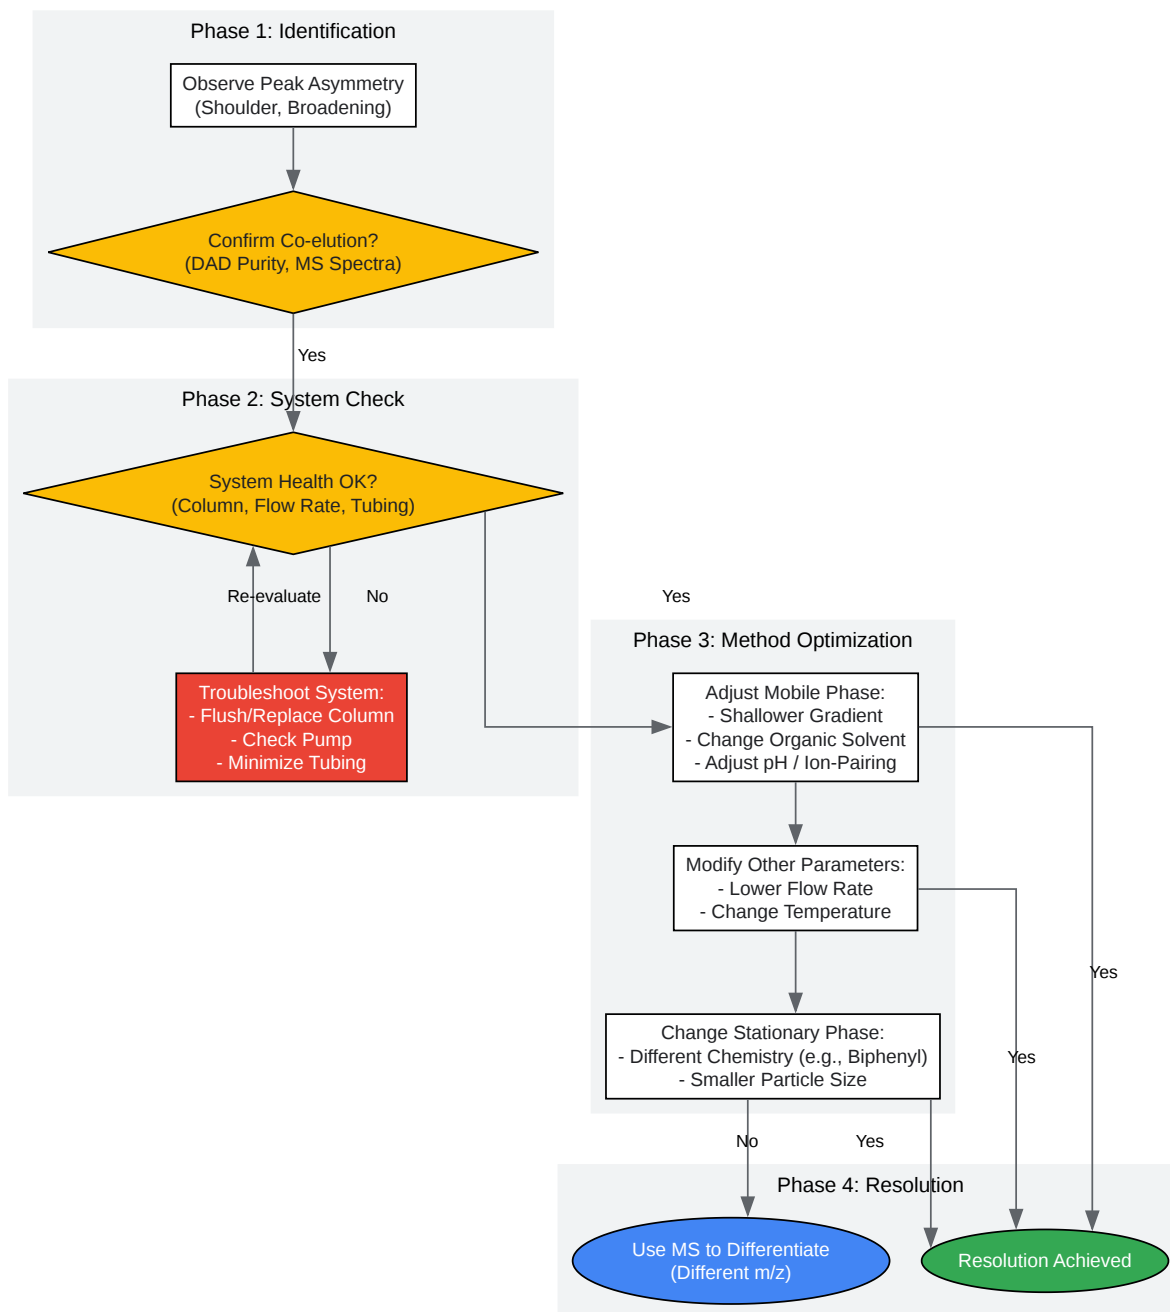 Phase 1: Identification
Observe Peak Asymmetry
(Shoulder, Broadening)
Confirm Co-elution?
(DAD Purity, MS Spectra)
Yes
Phase 2: System Check
System Health OK?
(Column, Flow Rate, Tubing)
Re-evaluate
No
Yes
Troubleshoot System:
- Flush/Replace Column
- Check Pump
- Minimize Tubing
Phase 3: Method Optimization
Adjust Mobile Phase:
- Shallower Gradient
- Change Organic Solvent
- Adjust pH / Ion-Pairing
Modify Other Parameters:
- Lower Flow Rate
- Change Temperature
Yes
Change Stationary Phase:
- Different Chemistry (e.g., Biphenyl)
- Smaller Particle Size
Yes
No
Yes
Phase 4: Resolution
Use MS to Differentiate
(Different m/z)
Resolution Achieved